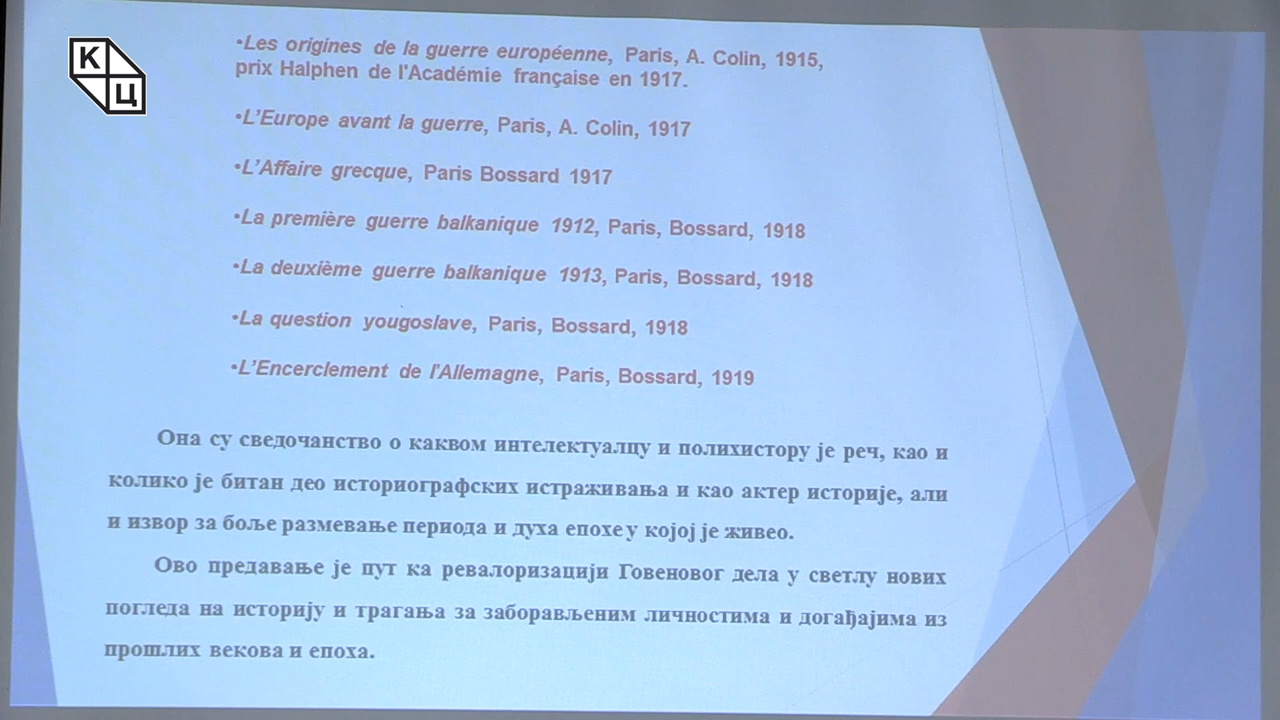 К
Ц
•Les origines de la guerre européenne, Paris, A. Colin, 1915,
prix Halphen de l'Académie française en 1917.
•L’Europe avant la guerre, Paris, A. Colin, 1917
•L’Affaire grecque, Paris Bossard 1917
•La première guerre balkanique 1912, Paris, Bossard, 1918
•La deuxième guerre balkanique 1913, Paris, Bossard, 1918
•La question yougoslave, Paris, Bossard, 1918
•L’Encerclement de l'Allemagne, Paris, Bossard, 1919
Она су сведочанство о каквом интелектуалцу и полихистору је реч, као и
колико је битан део историографских истраживања и као актер историје, али
и извор за боље размевање периода и духа епохе у којој је живео.
Ово предавање је пут ка ревалоризацији Говеновог дела у светлу нових
погледа на историју и трагања за заборављеним личностима и догађајима из
прошлих векова и епоха.